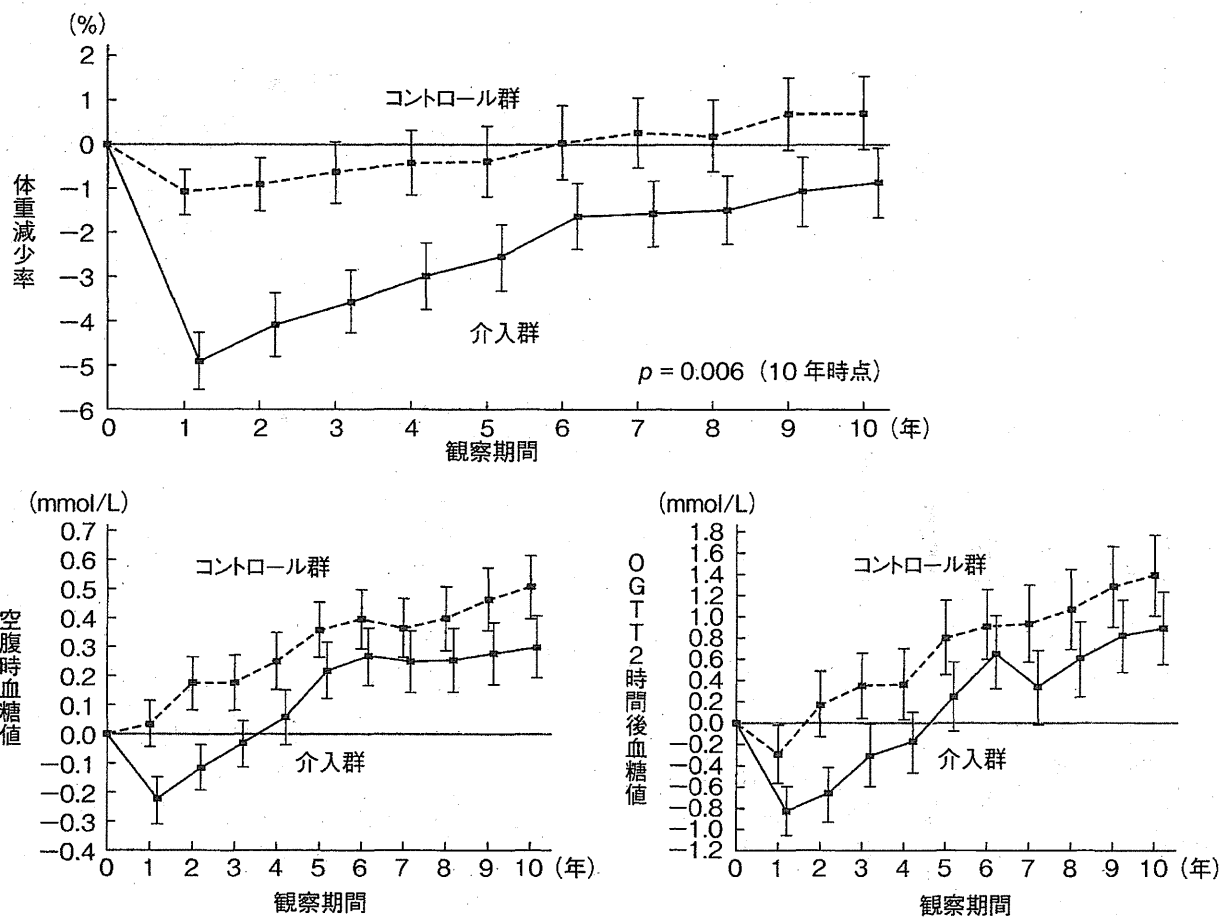 (%)
2
1
0
−1
−2
−3
−4
−5
−6
体重減少率
コントロール群
介入群
p = 0.006（10 年時点）
0 1 2 3 4 5 6 7 8 9 10（年）
観察期間
(mmol/L)
0.7
0.6
0.5
0.4
0.3
0.2
0.1
0.0
−0.1
−0.2
−0.3
−0.4
空腹時血糖値
コントロール群
介入群
0 1 2 3 4 5 6 7 8 9 10（年）
観察期間
(mmol/L)
1.8
1.6
1.4
1.2
1.0
0.8
0.6
0.4
0.2
0.0
−0.2
−0.4
−0.6
−0.8
−1.0
−1.2
OGTT2時間後血糖値
コントロール群
介入群
0 1 2 3 4 5 6 7 8 9 10（年）
観察期間